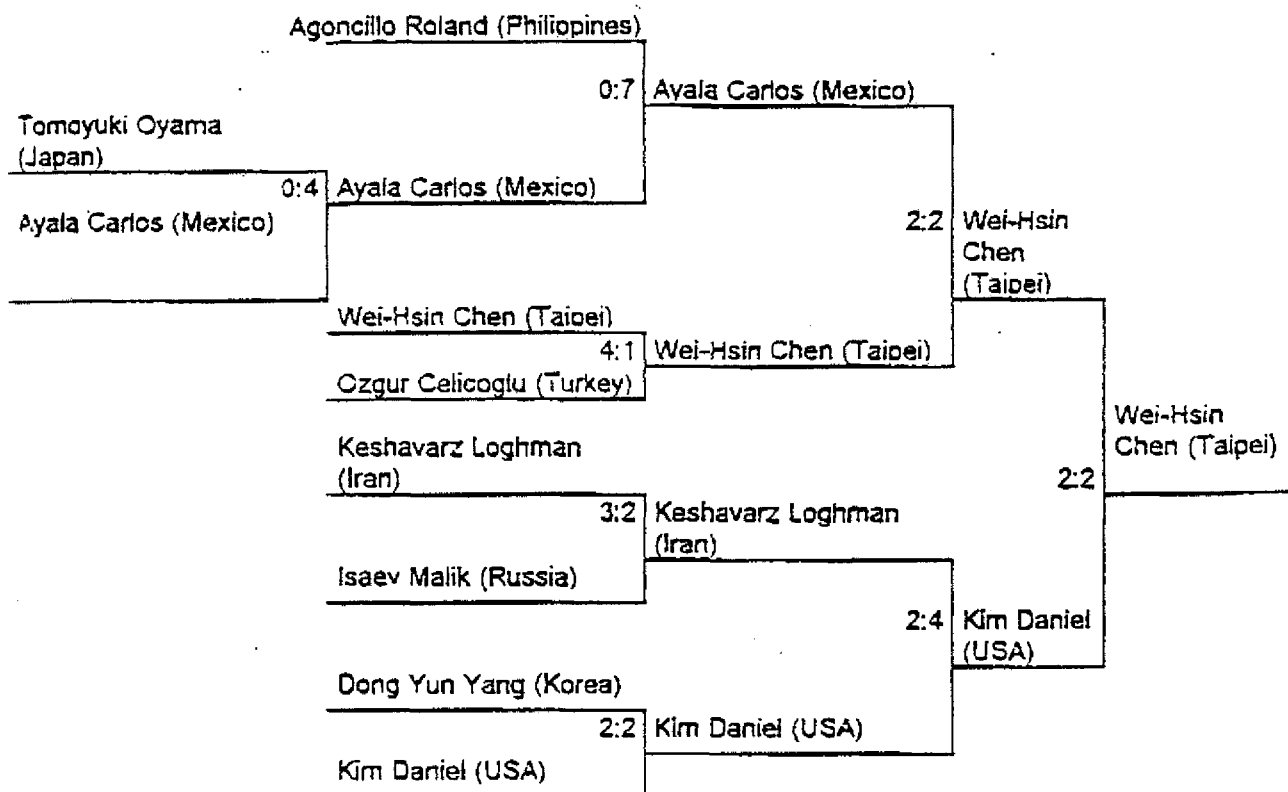 Agoncillo Roland (Philiopines)
0:7 Ayala Carlos (Mexico)
Tomoyuki Oyama
(Japan)
0:4 Ayala Carlos (Mexico)
Ayala Carlos (Mexico)
2:2 Wei-Hsin
Chen
(Taipei)
Wei-Hsin Chen (Taipei)
4:1 Wei-Hsin Chen (Taipei)
Ozgur Celicoglu (Turkey)
Wei-Hsin
Chen (Taipei)
Keshavarz Loghman
(Iran)
2:2
3:2 Keshavarz Loghman
(Iran)
Isaev Malik (Russia)
2:4 Kim Daniel
(USA)
Dong Yun Yang (Korea)
2:2 Kim Daniel (USA)
Kim Daniel (USA)